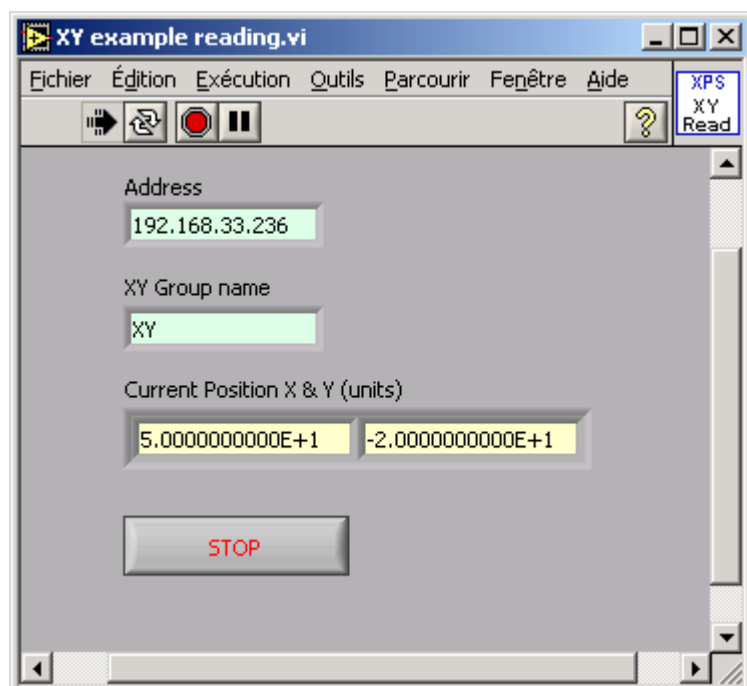 XY example reading.vi
Fichier Édition Exécution Outils Parcourir Fenêtre Aide
XPS
XY
Read
?
Address
192.168.33.236
XY Group name
XY
Current Position X & Y (units)
5.0000000000E+1 -2.0000000000E+1
STOP